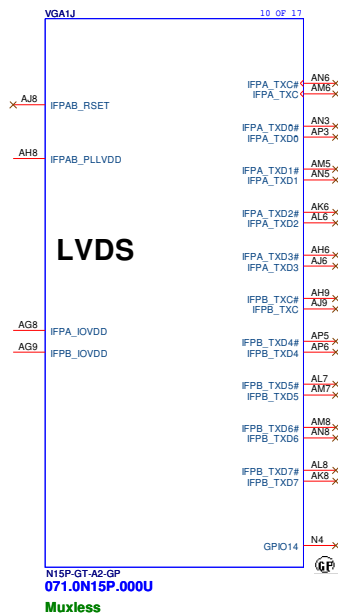 VGA1J 10 OF 17
IFPA_TXC# AN6
IFPA_TXC AM6
AJ8 IFPAB_RSET
IFPA_TXD0# AN3
IFPA_TXD0 AP3
AH8 IFPAB_PLLVDD
IFPA_TXD1# AM5
IFPA_TXD1 AN5
IFPA_TXD2# AK6
IFPA_TXD2 AL6
LVDS
IFPA_TXD3# AH6
IFPA_TXD3 AJ6
IFPB_TXC# AH9
IFPB_TXC AJ9
AG8 IFPA_IOVDD
IFPB_TXD4# AP5
AG9 IFPB_IOVDD
IFPB_TXD4 AP6
IFPB_TXD5# AL7
IFPB_TXD5 AM7
IFPB_TXD6# AM8
IFPB_TXD6 AN8
IFPB_TXD7# AL8
IFPB_TXD7 AK8
GPIO14 N4
GP
N15P-GT-A2-GP
071.0N15P.000U
Muxless